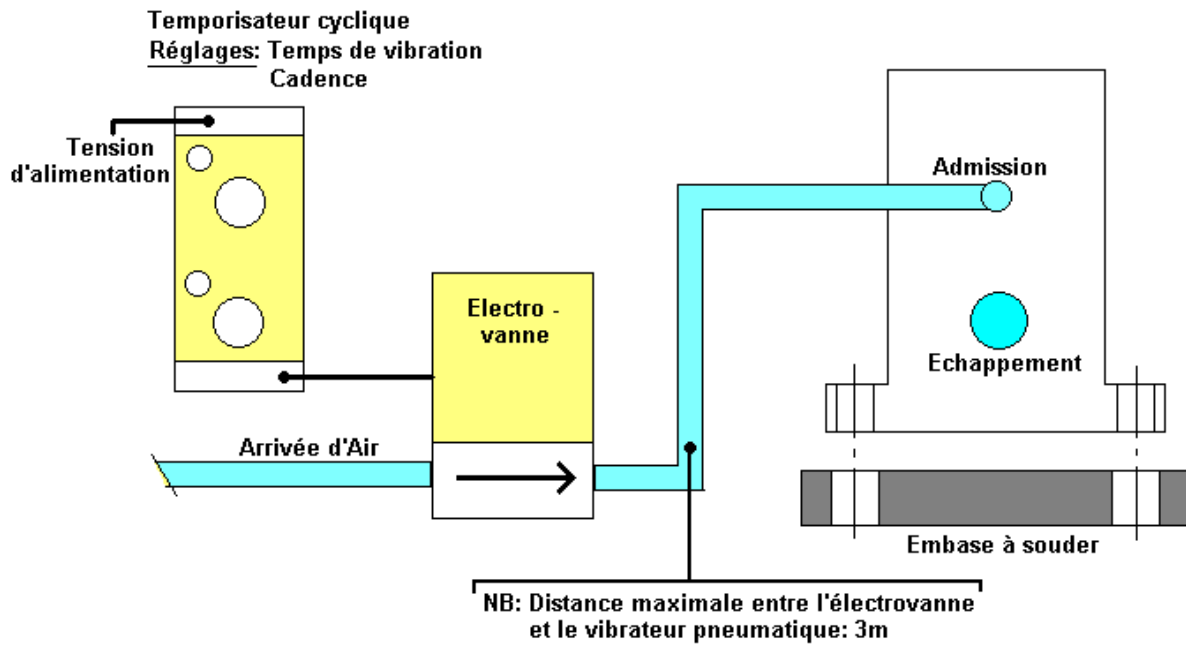 Temporisateur cyclique
Réglages: Temps de vibration
Cadence
Tension
d'alimentation
Admission
Electro -
vanne
Echappement
Arrivée d'Air
Embase à souder
NB: Distance maximale entre l'électrovanne
et le vibrateur pneumatique: 3m